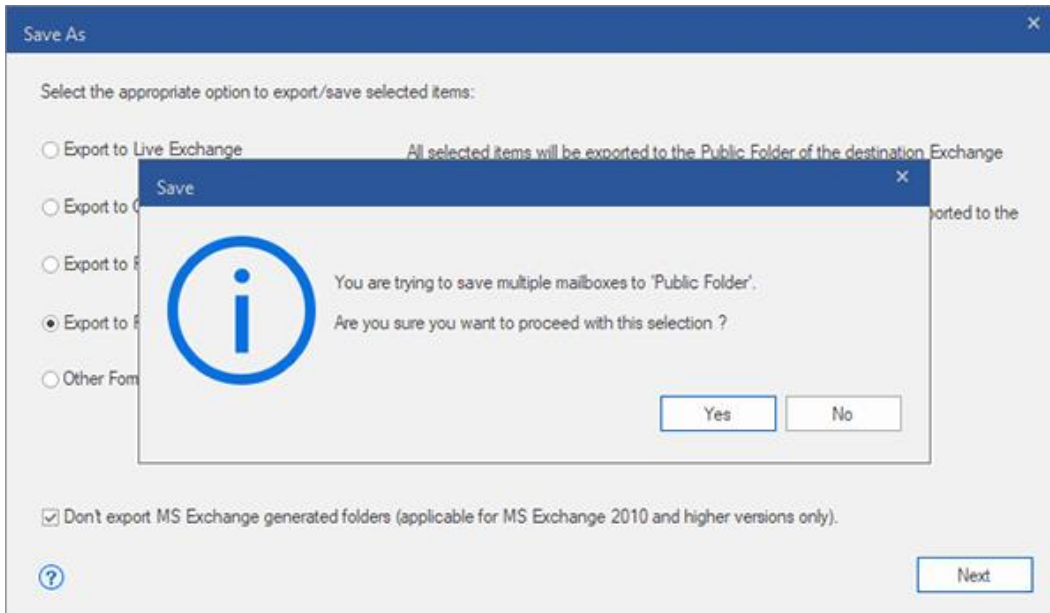 Save As
Select the appropriate option to export/save selected items:
Export to Live Exchange
All selected items will be exported to the Public Folder of the destination Exchange
Save
Export to
ported to the
You are trying to save multiple mailboxes to 'Public Folder'.
Export to
Are you sure you want to proceed with this selection ?
Export to
Other
Yes
No
Don't export MS Exchange generated folders (applicable for MS Exchange 2010 and higher versions only).
?
Next